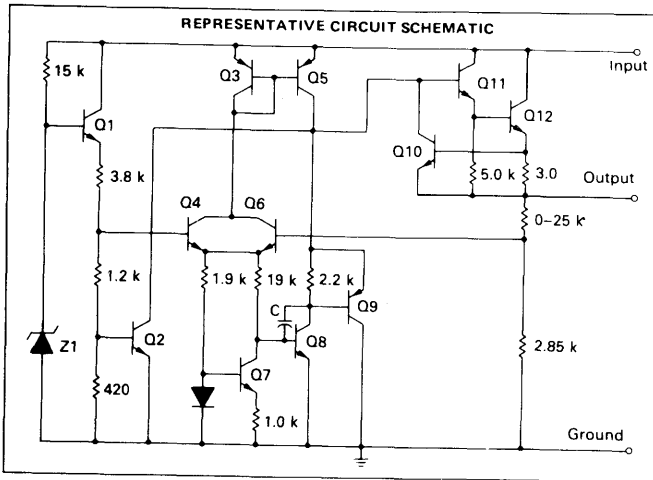 REPRESENTATIVE CIRCUIT SCHEMATIC
Input
15 k
Q3
Q5
Q11
Q1
Q12
Q10
3.8 k
5.0 k
3.0
Output
Q4
Q6
0-25 k
1.9 k
19 k
2.2 k
1.2 k
C
Q9
Q2
Q8
Z1
2.85 k
Q7
420
1.0 k
Ground